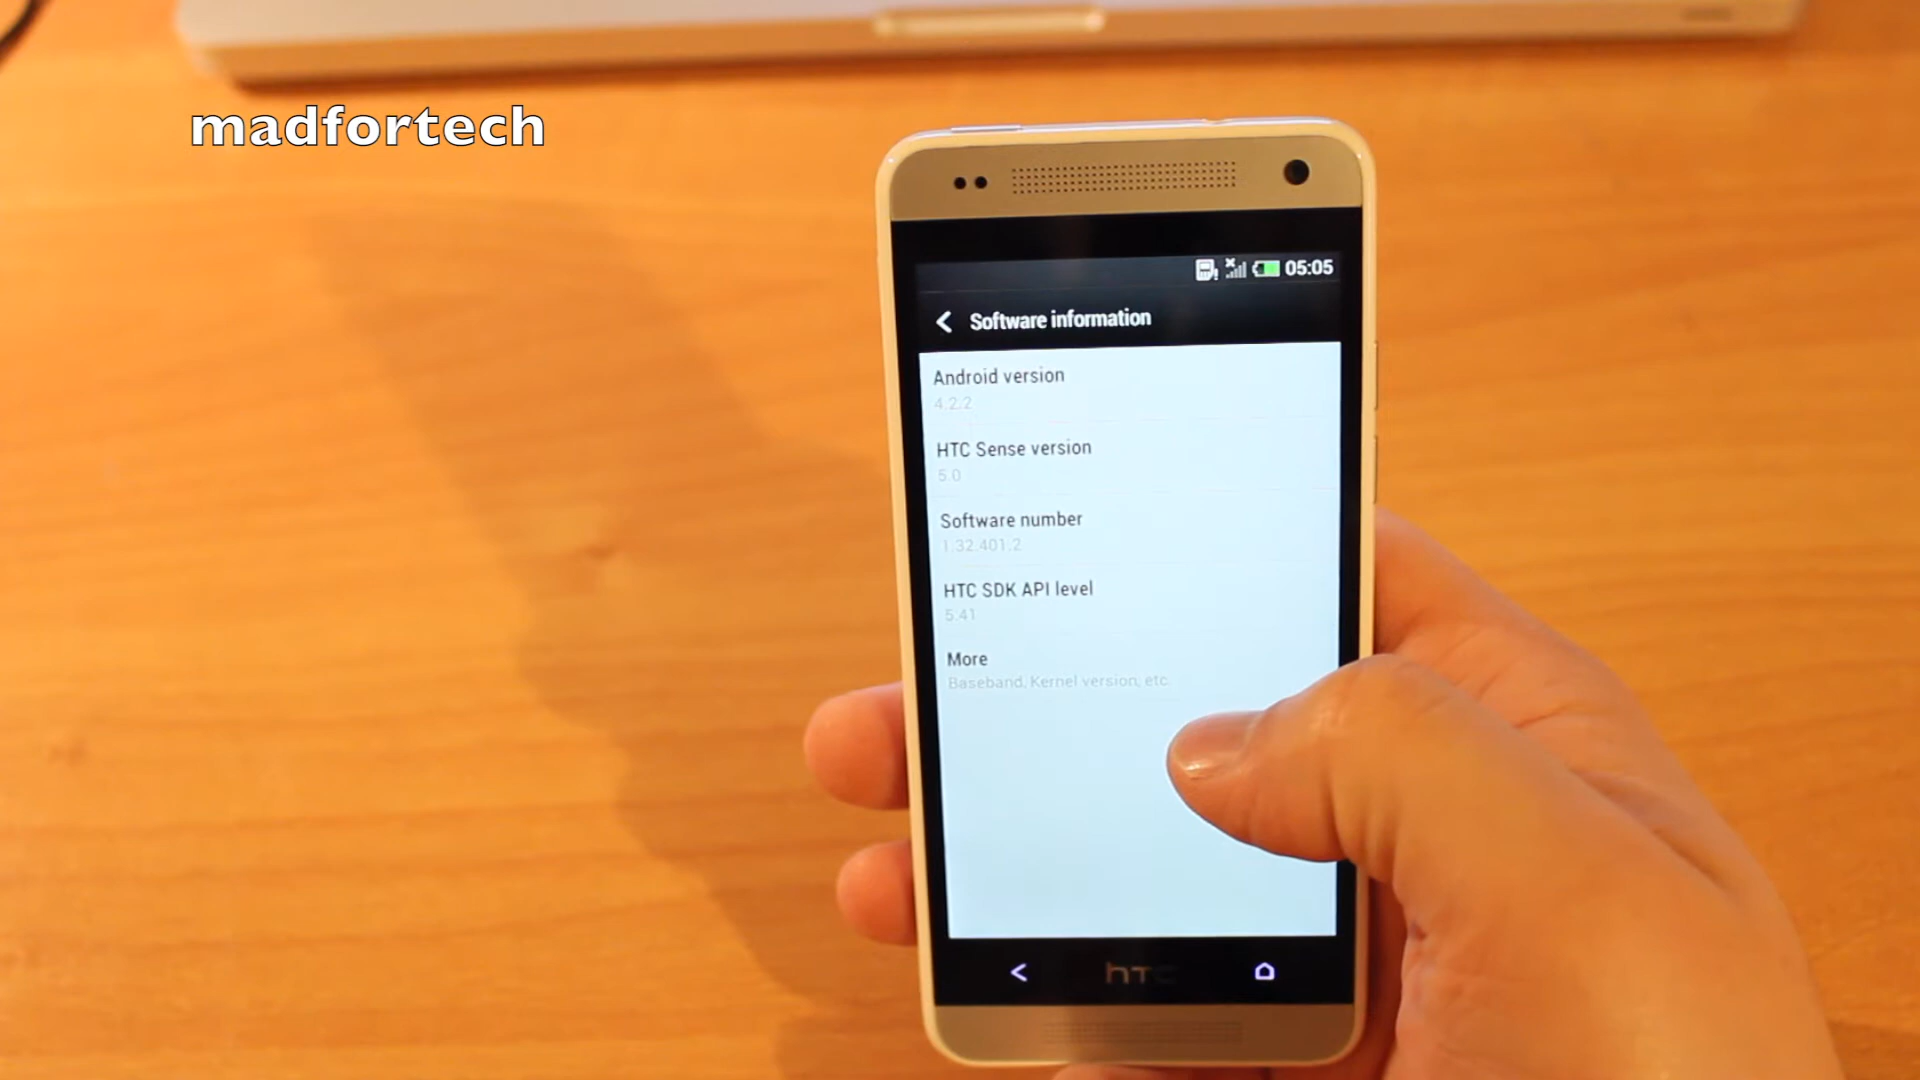 madfortech
05:05
Software information
Android version
4.2.2
HTC Sense version
5.0
Software number
1.32.401.2
HTC SDK API level
5.41
More
Baseband, Kernel version, etc.
hTC